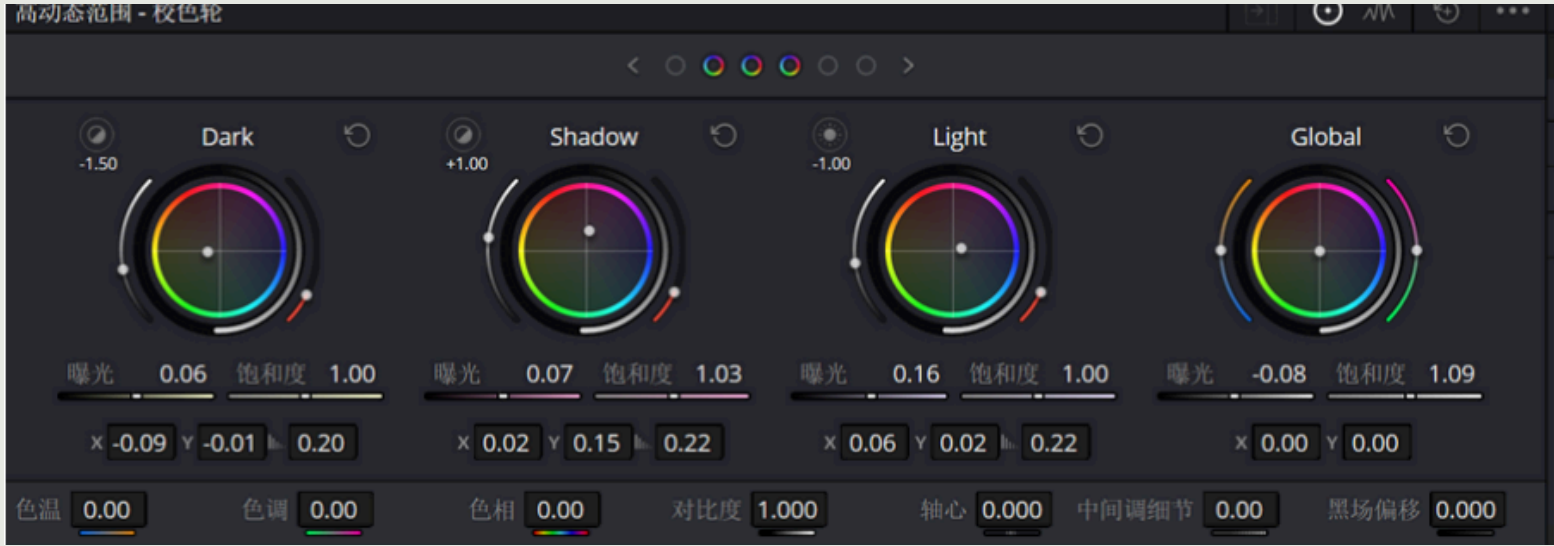 高动态范围 - 校色轮
Dark Shadow Light Global
-1.50 +1.00 -1.00
曝光 0.06 饱和度 1.00 曝光 0.07 饱和度 1.03 曝光 0.16 饱和度 1.00 曝光 -0.08 饱和度 1.09
X -0.09 Y -0.01 0.20 X 0.02 Y 0.15 0.22 X 0.06 Y 0.02 0.22 X 0.00 Y 0.00
色温 0.00 色调 0.00 色相 0.00 对比度 1.000 轴心 0.000 中间调细节 0.00 黑场偏移 0.000